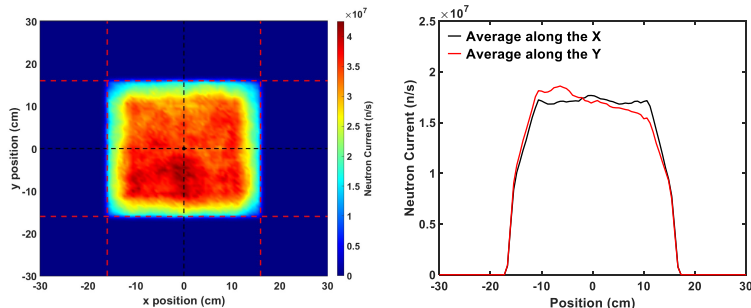 ×10⁷
30
20
10
0
-10
-20
-30
y position (cm)
-30 -20 -10 0 10 20 30
x position (cm)
4
3.5
3
2.5
2
1.5
1
0.5
0
Neutron Current (n/s)
×10⁷
2.5
2
1.5
1
0.5
0
Neutron Current (n/s)
Average along the X
Average along the Y
-30 -20 -10 0 10 20 30
Position (cm)